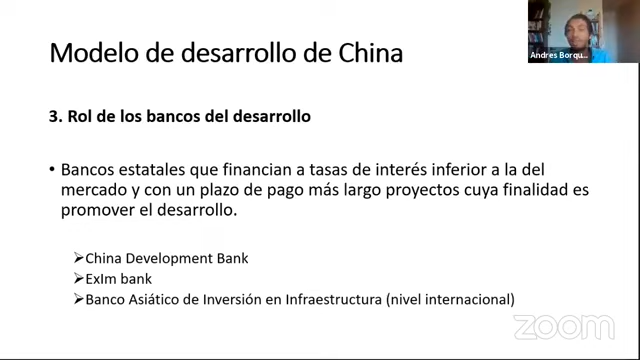 Modelo de desarrollo de China
Andres Borqu...
3. Rol de los bancos del desarrollo
• Bancos estatales que financian a tasas de interés inferior a la del
mercado y con un plazo de pago más largo proyectos cuya finalidad es
promover el desarrollo.
➢China Development Bank
➢ExIm bank
➢Banco Asiático de Inversión en Infraestructura (nivel internacional)
zoom